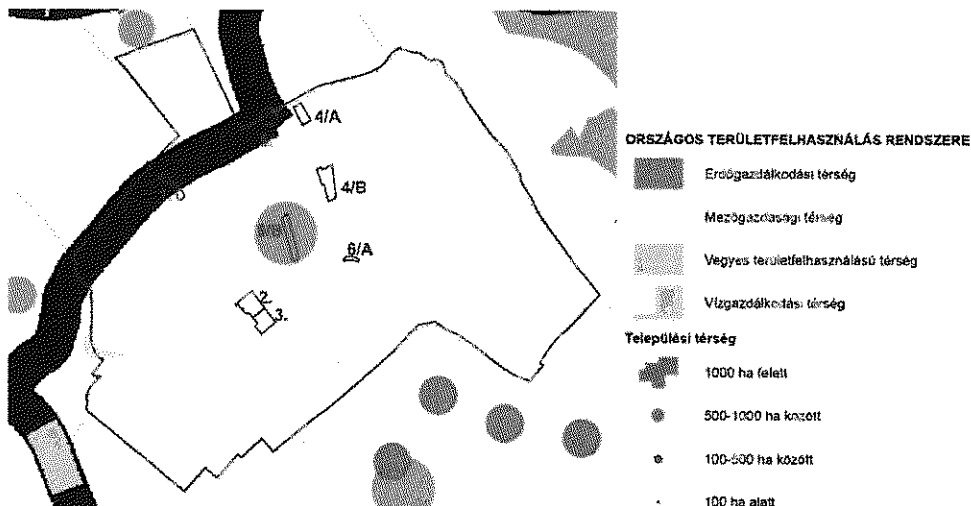 4/A
4/B
6/A
2.
3.
ORSZÁGOS TERÜLETFELHASZNÁLÁS RENDSZERE
Erdőgazdálkodási térség
Mezőgazdasági térség
Vegyes területfelhasználású térség
Vízgazdálkodási térség
Települési térség
1000 ha felett
500-1000 ha között
100-500 ha között
100 ha alatt